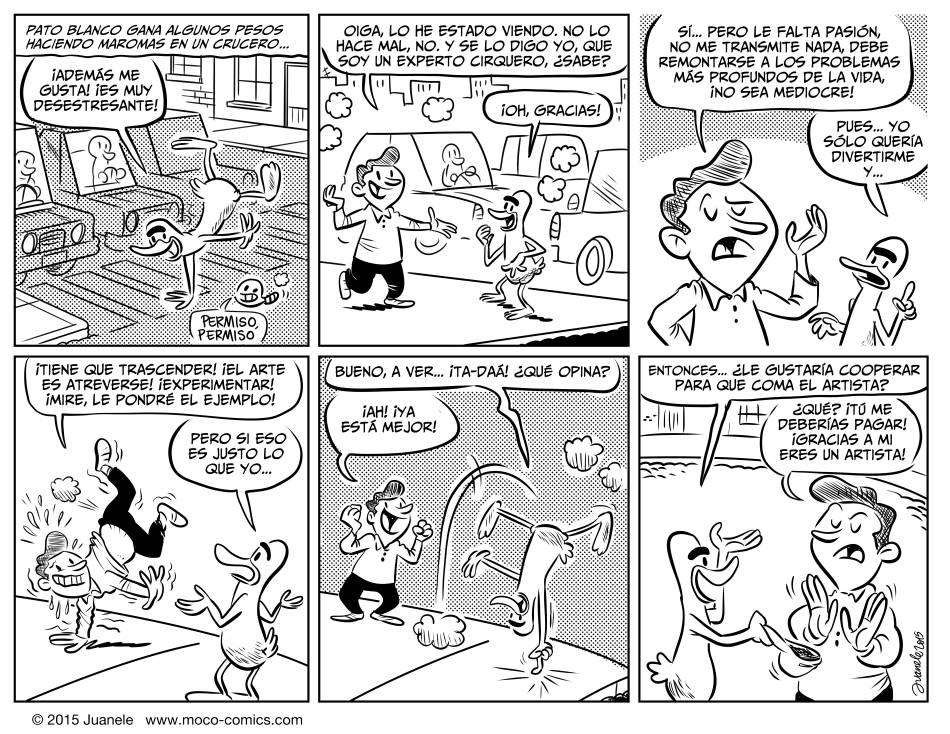 PATO BLANCO GANA ALGUNOS PESOS
HACIENDO MAROMAS EN UN CRUCERO...
¡ADEMÁS ME
GUSTA! ¡ES MUY
DESESTRESANTE!
PERMISO,
PERMISO
OIGA, LO HE ESTADO VIENDO. NO LO
HACE MAL, NO. Y SE LO DIGO YO, QUE
SOY UN EXPERTO CIRQUERO, ¿SABE?
¡OH, GRACIAS!
SÍ... PERO LE FALTA PASIÓN,
NO ME TRANSMITE NADA, DEBE
REMONTARSE A LOS PROBLEMAS
MÁS PROFUNDOS DE LA VIDA,
¡NO SEA MEDIOCRE!
PUES... YO
SÓLO QUERÍA
DIVERTIRME
Y...
¡TIENE QUE TRASCENDER! ¡EL ARTE
ES ATREVERSE! ¡EXPERIMENTAR!
¡MIRE, LE PONDRÉ EL EJEMPLO!
PERO SI ESO
ES JUSTO LO
QUE YO...
BUENO, A VER... ¡TA-DAÁ! ¿QUÉ OPINA?
¡AH! ¡YA
ESTÁ MEJOR!
ENTONCES... ¿LE GUSTARÍA COOPERAR
PARA QUE COMA EL ARTISTA?
¿QUÉ? ¡TÚ ME
DEBERÍAS PAGAR!
¡GRACIAS A MI
ERES UN ARTISTA!
Juanele 2015
© 2015 Juanele www.moco-comics.com